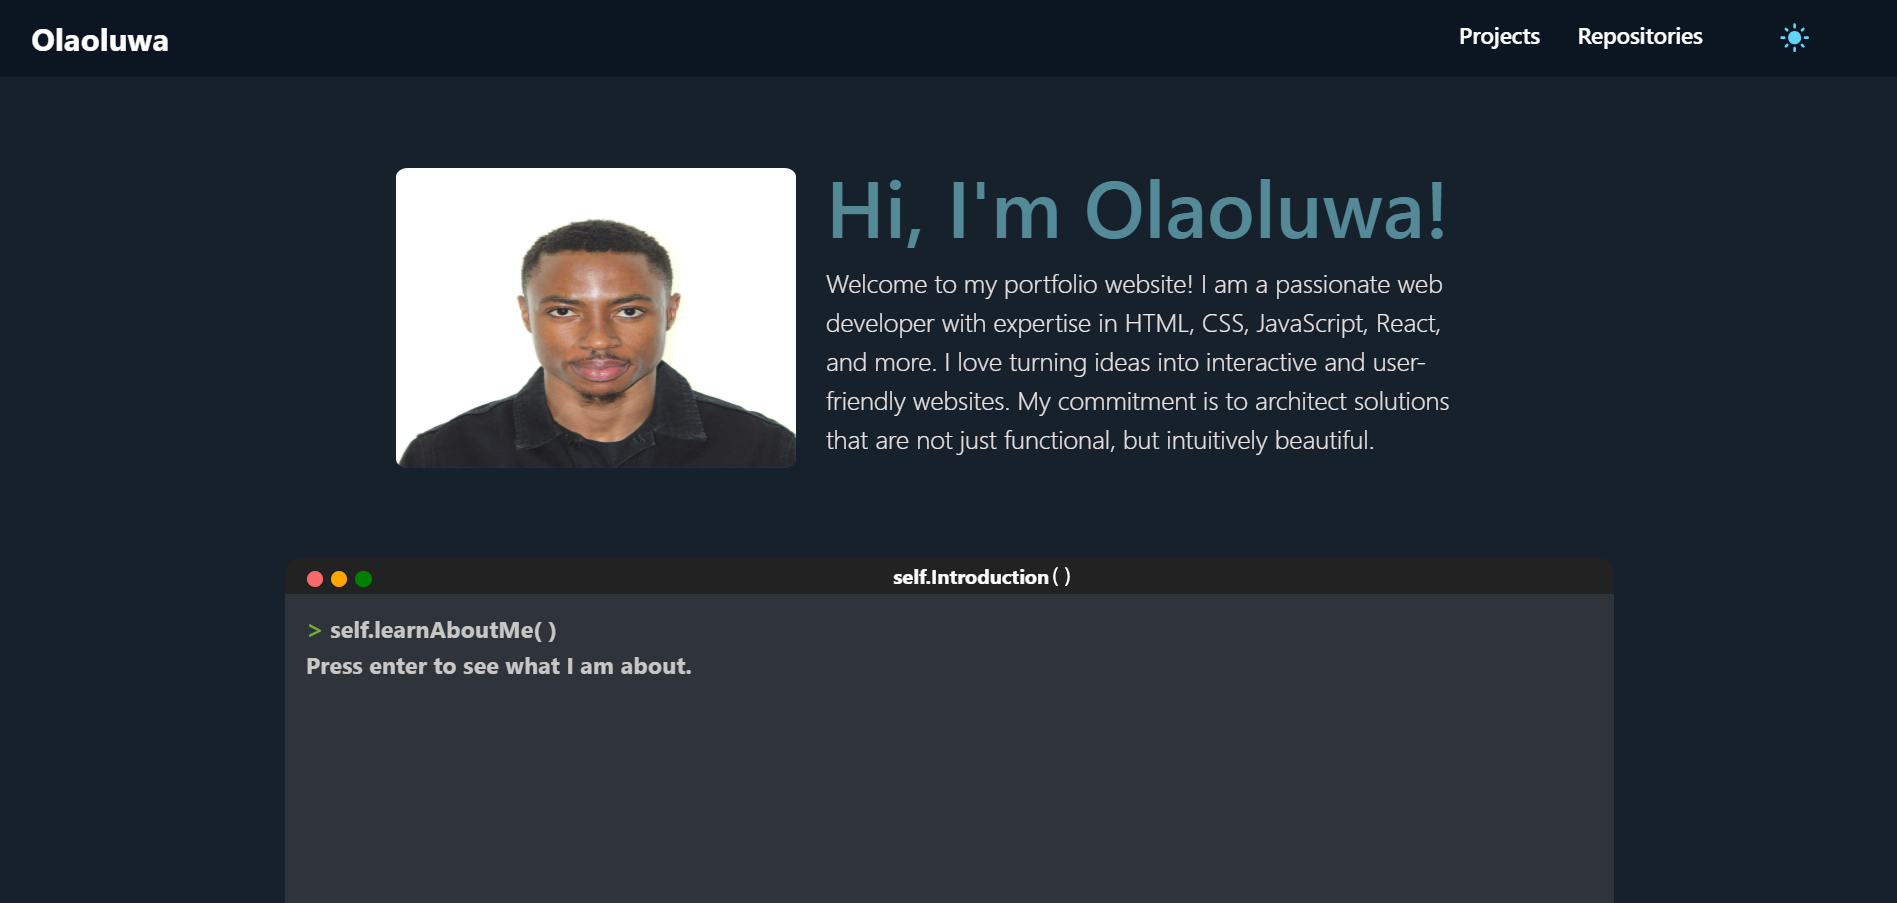 Olaoluwa
Projects
Repositories
Hi, I'm Olaoluwa!
Welcome to my portfolio website! I am a passionate web
developer with expertise in HTML, CSS, JavaScript, React,
and more. I love turning ideas into interactive and user-
friendly websites. My commitment is to architect solutions
that are not just functional, but intuitively beautiful.
self.Introduction( )
> self.learnAboutMe( )
Press enter to see what I am about.